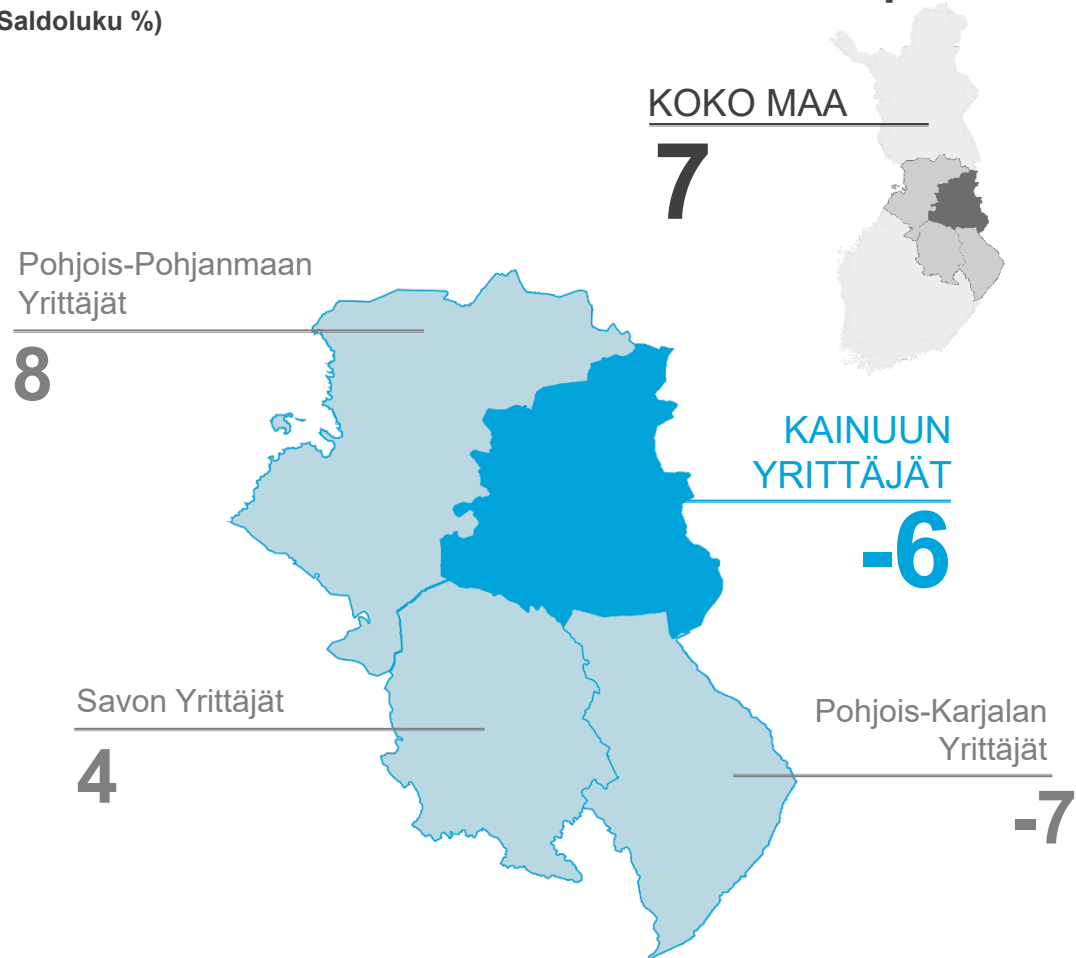 Saldoluku %)
KOKO MAA
7
Pohjois-Pohjanmaan
Yrittäjät
8
KAINUUN
YRITTÄJÄT
-6
Savon Yrittäjät
4
Pohjois-Karjalan
Yrittäjät
-7